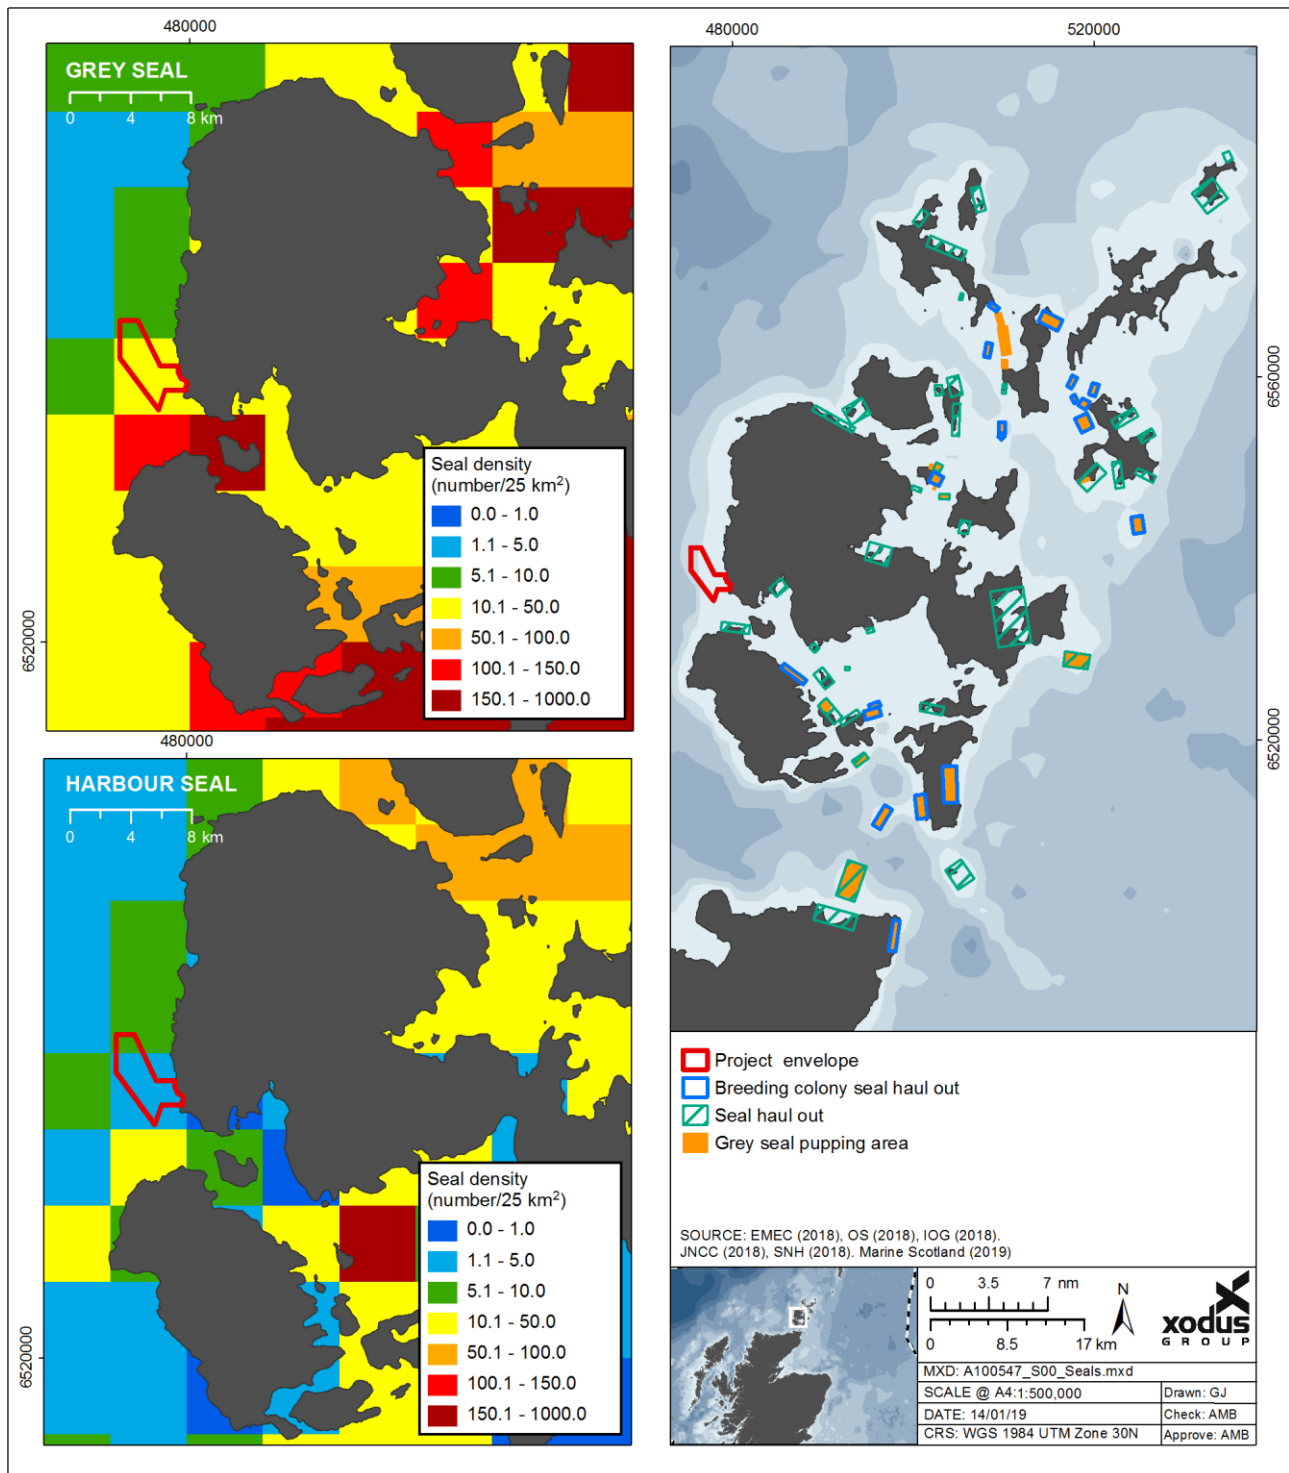 480000
GREY SEAL
0 4 8 km
6520000
Seal density
(number/25 km²)
0.0 - 1.0
1.1 - 5.0
5.1 - 10.0
10.1 - 50.0
50.1 - 100.0
100.1 - 150.0
150.1 - 1000.0
480000
HARBOUR SEAL
0 4 8 km
6520000
Seal density
(number/25 km²)
0.0 - 1.0
1.1 - 5.0
5.1 - 10.0
10.1 - 50.0
50.1 - 100.0
100.1 - 150.0
150.1 - 1000.0
480000 520000
6560000
6520000
Project envelope
Breeding colony seal haul out
Seal haul out
Grey seal pupping area
SOURCE: EMEC (2018), OS (2018), IOG (2018).
JNCC (2018), SNH (2018). Marine Scotland (2019)
0 3.5 7 nm
0 8.5 17 km
N
xodus
GROUP
MXD: A100547_S00_Seals.mxd
SCALE @ A4:1:500,000
Drawn: GJ
DATE: 14/01/19
Check: AMB
CRS: WGS 1984 UTM Zone 30N
Approve: AMB